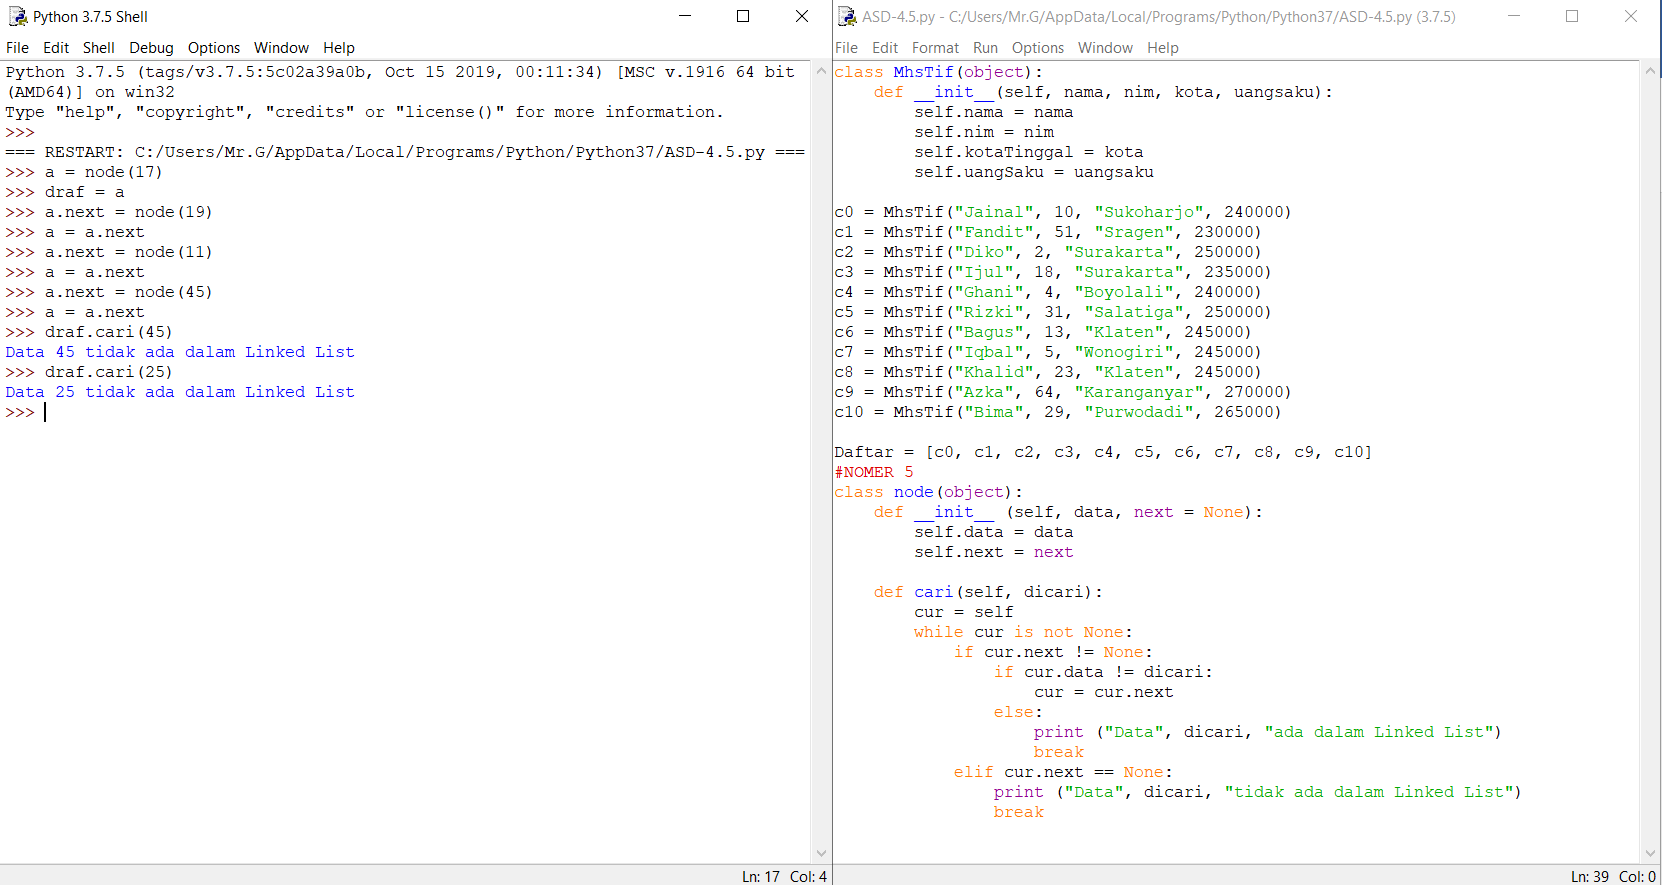 Python 3.7.5 Shell
File Edit Shell Debug Options Window Help
Python 3.7.5 (tags/v3.7.5:5c02a39a0b, Oct 15 2019, 00:11:34) [MSC v.1916 64 bit
(AMD64)] on win32
Type "help", "copyright", "credits" or "license()" for more information.
>>>
=== RESTART: C:/Users/Mr.G/AppData/Local/Programs/Python/Python37/ASD-4.5.py ===
>>> a = node(17)
>>> draf = a
>>> a.next = node(19)
>>> a = a.next
>>> a.next = node(11)
>>> a = a.next
>>> a.next = node(45)
>>> a = a.next
>>> draf.cari(45)
Data 45 tidak ada dalam Linked List
>>> draf.cari(25)
Data 25 tidak ada dalam Linked List
>>>
Ln: 17 Col: 4
ASD-4.5.py - C:/Users/Mr.G/AppData/Local/Programs/Python/Python37/ASD-4.5.py (3.7.5)
File Edit Format Run Options Window Help
class MhsTif(object):
    def __init__(self, nama, nim, kota, uangsaku):
        self.nama = nama
        self.nim = nim
        self.kotaTinggal = kota
        self.uangSaku = uangsaku
c0 = MhsTif("Jainal", 10, "Sukoharjo", 240000)
c1 = MhsTif("Fandit", 51, "Sragen", 230000)
c2 = MhsTif("Diko", 2, "Surakarta", 250000)
c3 = MhsTif("Ijul", 18, "Surakarta", 235000)
c4 = MhsTif("Ghani", 4, "Boyolali", 240000)
c5 = MhsTif("Rizki", 31, "Salatiga", 250000)
c6 = MhsTif("Bagus", 13, "Klaten", 245000)
c7 = MhsTif("Iqbal", 5, "Wonogiri", 245000)
c8 = MhsTif("Khalid", 23, "Klaten", 245000)
c9 = MhsTif("Azka", 64, "Karanganyar", 270000)
c10 = MhsTif("Bima", 29, "Purwodadi", 265000)
Daftar = [c0, c1, c2, c3, c4, c5, c6, c7, c8, c9, c10]
#NOMER 5
class node(object):
    def __init__ (self, data, next = None):
        self.data = data
        self.next = next
    def cari(self, dicari):
        cur = self
        while cur is not None:
            if cur.next != None:
                if cur.data != dicari:
                    cur = cur.next
                else:
                    print ("Data", dicari, "ada dalam Linked List")
                    break
            elif cur.next == None:
                print ("Data", dicari, "tidak ada dalam Linked List")
                break
Ln: 39 Col: 0